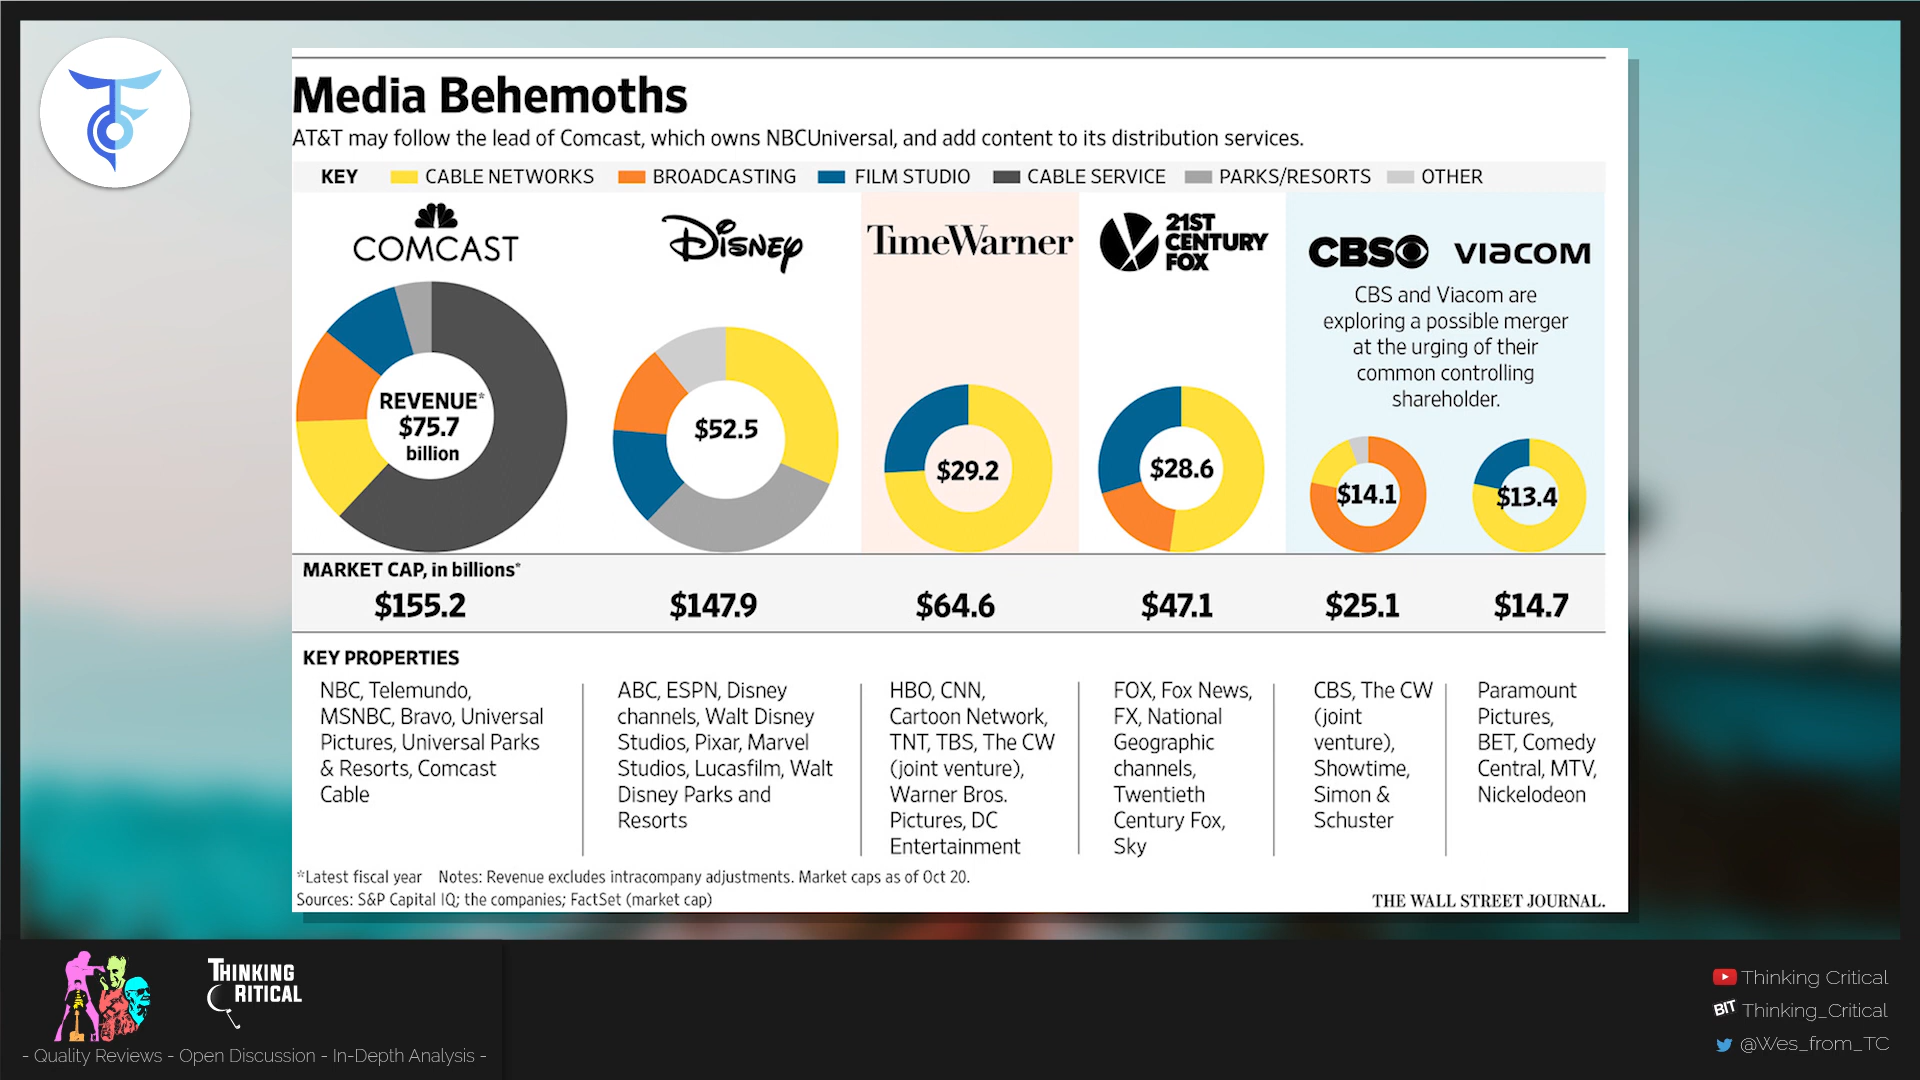 Media Behemoths
AT&T may follow the lead of Comcast, which owns NBCUniversal, and add content to its distribution services.
KEY CABLE NETWORKS BROADCASTING FILM STUDIO CABLE SERVICE PARKS/RESORTS OTHER
COMCAST
DISNEY
TimeWarner
21ST
CENTURY
FOX
CBS
VIACOM
CBS and Viacom are
exploring a possible merger
at the urging of their
common controlling
shareholder.
REVENUE*
$75.7
billion
$52.5
$29.2
$28.6
$14.1
$13.4
MARKET CAP, in billions*
$155.2 $147.9 $64.6 $47.1 $25.1 $14.7
KEY PROPERTIES
NBC, Telemundo,
MSNBC, Bravo, Universal
Pictures, Universal Parks
& Resorts, Comcast
Cable
ABC, ESPN, Disney
channels, Walt Disney
Studios, Pixar, Marvel
Studios, Lucasfilm, Walt
Disney Parks and
Resorts
HBO, CNN,
Cartoon Network,
TNT, TBS, The CW
(joint venture),
Warner Bros.
Pictures, DC
Entertainment
FOX, Fox News,
FX, National
Geographic
channels,
Twentieth
Century Fox,
Sky
CBS, The CW
(joint
venture),
Showtime,
Simon &
Schuster
Paramount
Pictures,
BET, Comedy
Central, MTV,
Nickelodeon
*Latest fiscal year Notes: Revenue excludes intracompany adjustments. Market caps as of Oct 20.
Sources: S&P Capital IQ; the companies; FactSet (market cap)
THE WALL STREET JOURNAL.
THINKING
CRITICAL
- Quality Reviews - Open Discussion - In-Depth Analysis -
Thinking Critical
BIT Thinking_Critical
@Wes_from_TC